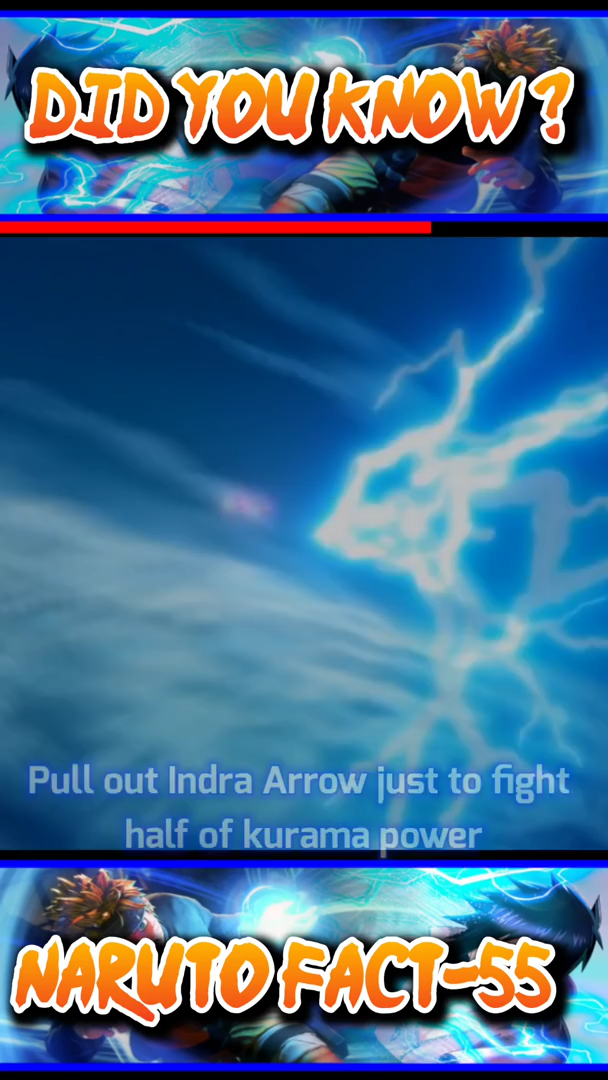 DID YOU KNOW ?
Pull out Indra Arrow just to fight
half of kurama power
NARUTO FACT-55